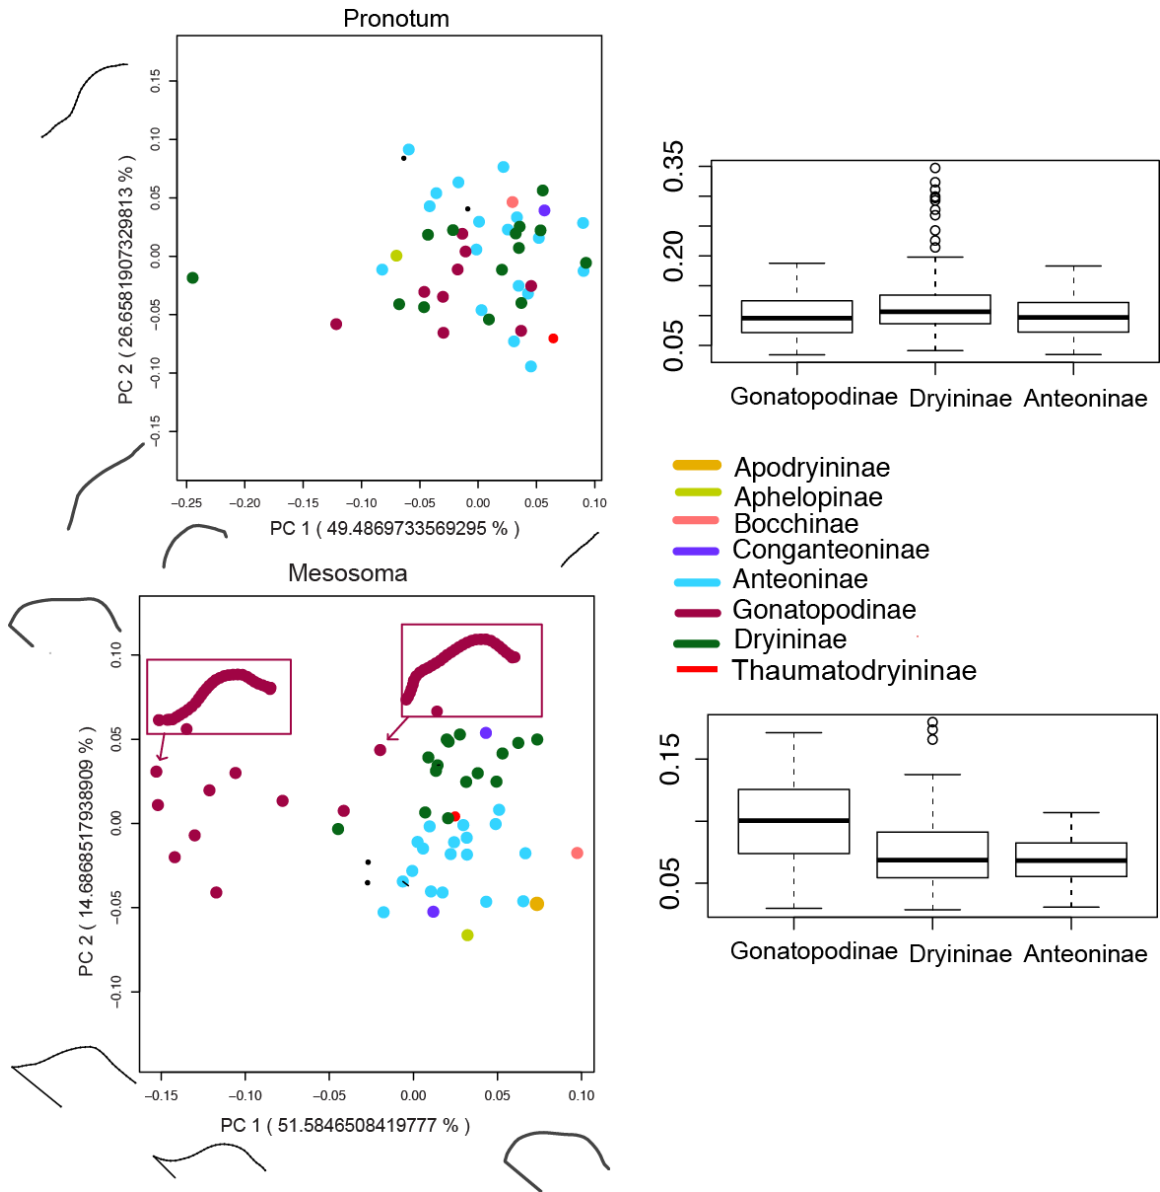 Pronotum
PC 2 ( 26.6581907329813 % )
0.15
0.10
0.05
0.00
−0.05
−0.10
−0.15
−0.25 −0.20 −0.15 −0.10 −0.05 0.00 0.05 0.10
PC 1 ( 49.4869733569295 % )
0.35
0.20
0.05
Gonatopodinae Dryininae Anteoninae
Apodryininae
Aphelopinae
Bocchinae
Conganteoninae
Anteoninae
Gonatopodinae
Dryininae
Thaumatodryininae
Mesosoma
PC 2 ( 14.6868517938909 % )
0.10
0.05
0.00
−0.05
−0.10
−0.15 −0.10 −0.05 0.00 0.05 0.10
PC 1 ( 51.5846508419777 % )
0.15
0.05
Gonatopodinae Dryininae Anteoninae